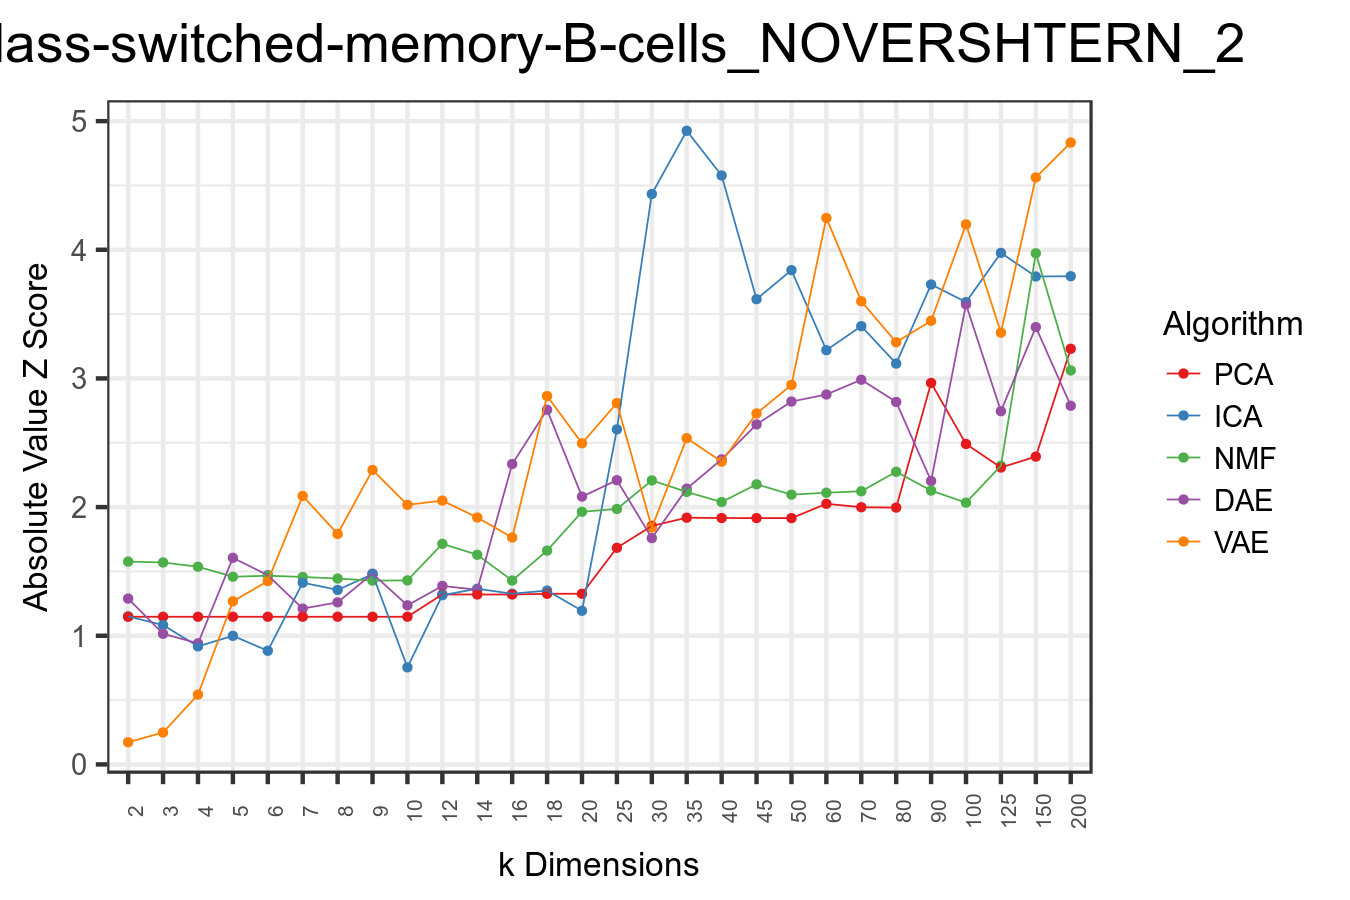 lass-switched-memory-B-cells_NOVERSHTERN_2
5
4
3
2
1
0
Absolute Value Z Score
2 3 4 5 6 7 8 9 10 12 14 16 18 20 25 30 35 40 45 50 60 70 80 90 100 125 150 200
k Dimensions
Algorithm
PCA
ICA
NMF
DAE
VAE